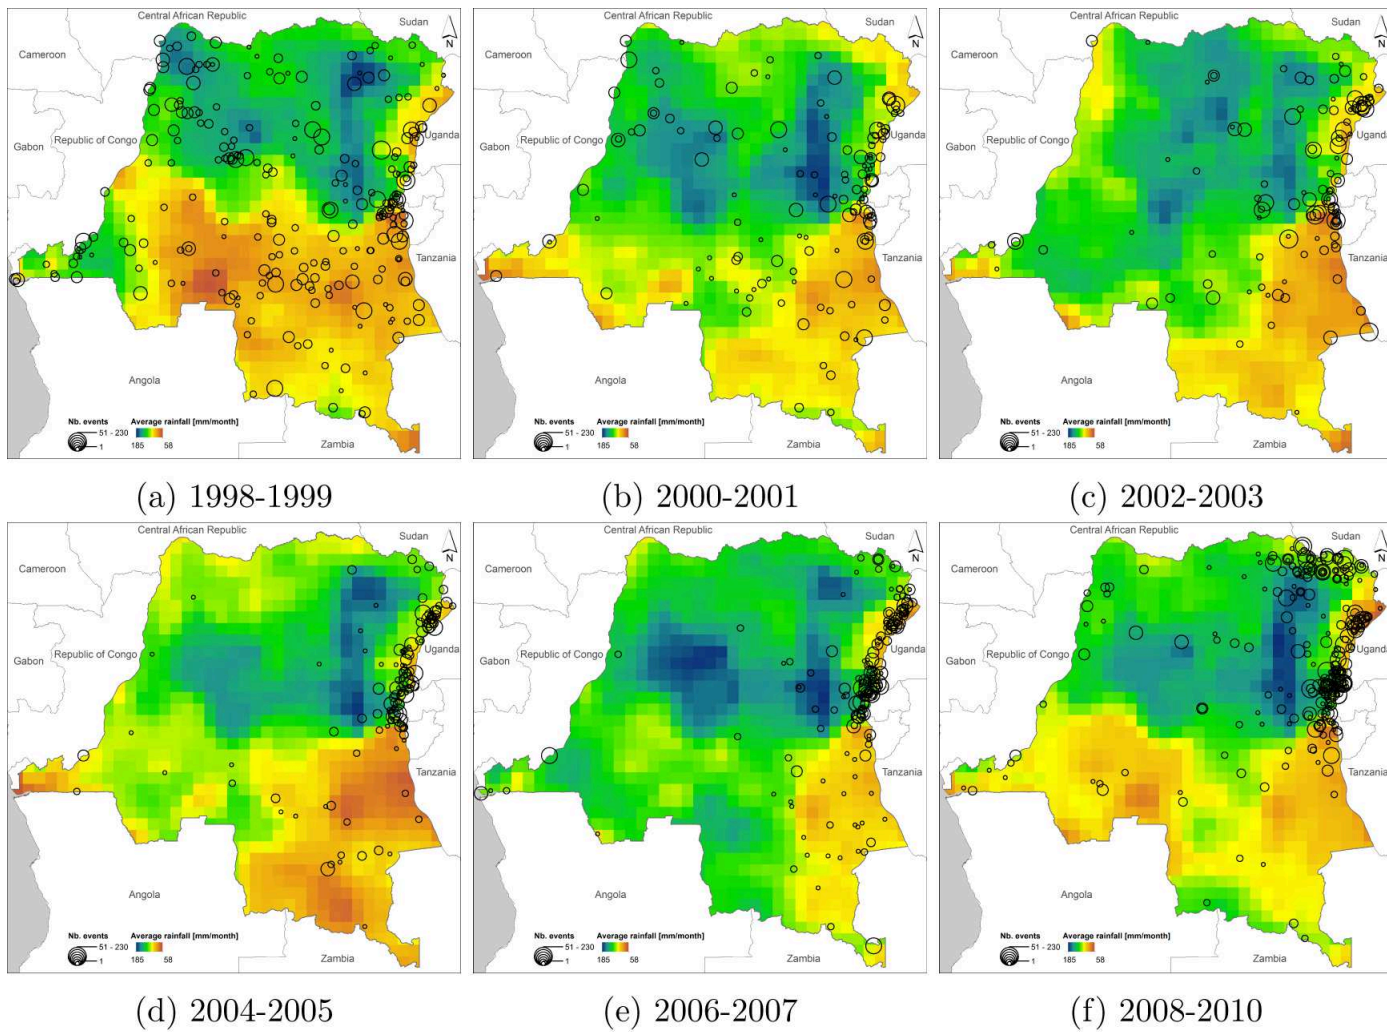 Central African Republic
Sudan
Cameroon
N
Gabon
Republic of Congo
Uganda
Tanzania
Angola
Nb. events
Average rainfall [mm/month]
51 - 230
1
185
58
Zambia
(a) 1998-1999
Central African Republic
Sudan
Cameroon
N
Gabon
Republic of Congo
Uganda
Tanzania
Angola
Nb. events
Average rainfall [mm/month]
51 - 230
1
185
58
Zambia
(b) 2000-2001
Central African Republic
Sudan
Cameroon
N
Gabon
Republic of Congo
Uganda
Tanzania
Angola
Nb. events
Average rainfall [mm/month]
51 - 230
1
185
58
Zambia
(c) 2002-2003
Central African Republic
Sudan
Cameroon
N
Gabon
Republic of Congo
Uganda
Tanzania
Angola
Nb. events
Average rainfall [mm/month]
51 - 230
1
185
58
Zambia
(d) 2004-2005
Central African Republic
Sudan
Cameroon
N
Gabon
Republic of Congo
Uganda
Tanzania
Angola
Nb. events
Average rainfall [mm/month]
51 - 230
1
185
58
Zambia
(e) 2006-2007
Central African Republic
Sudan
Cameroon
N
Gabon
Republic of Congo
Uganda
Tanzania
Angola
Nb. events
Average rainfall [mm/month]
51 - 230
1
185
58
Zambia
(f) 2008-2010